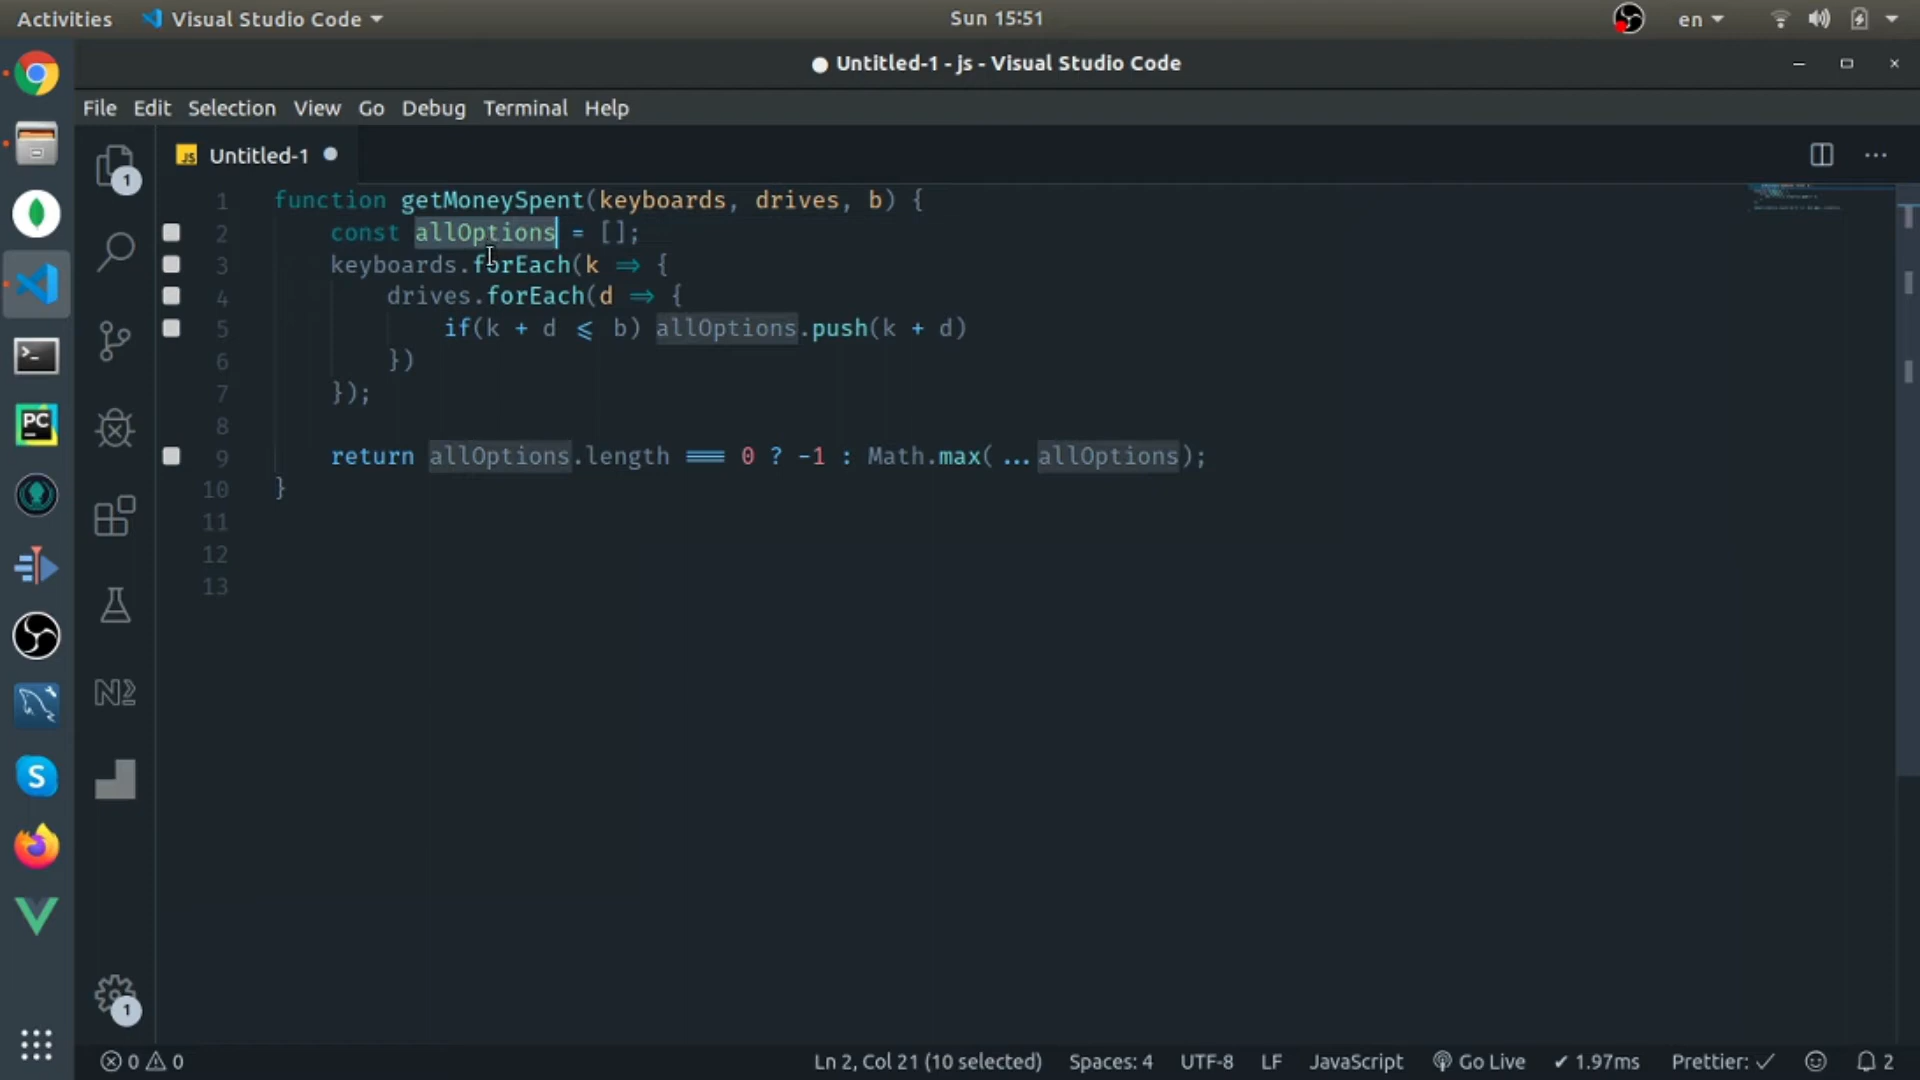 Activities Visual Studio Code Sun 15:51 en
Untitled-1 - js - Visual Studio Code
File Edit Selection View Go Debug Terminal Help
JS Untitled-1
1 function getMoneySpent(keyboards, drives, b) {
2 const allOptions = [];
3 keyboards.forEach(k => {
4 drives.forEach(d => {
5 if(k + d <= b) allOptions.push(k + d)
6 })
7 });
8
9 return allOptions.length === 0 ? -1 : Math.max(...allOptions);
10 }
11
12
13
1
PC
S
N
1
0 0 Ln 2, Col 21 (10 selected) Spaces: 4 UTF-8 LF JavaScript Go Live ✓ 1.97ms Prettier: ✓ 2